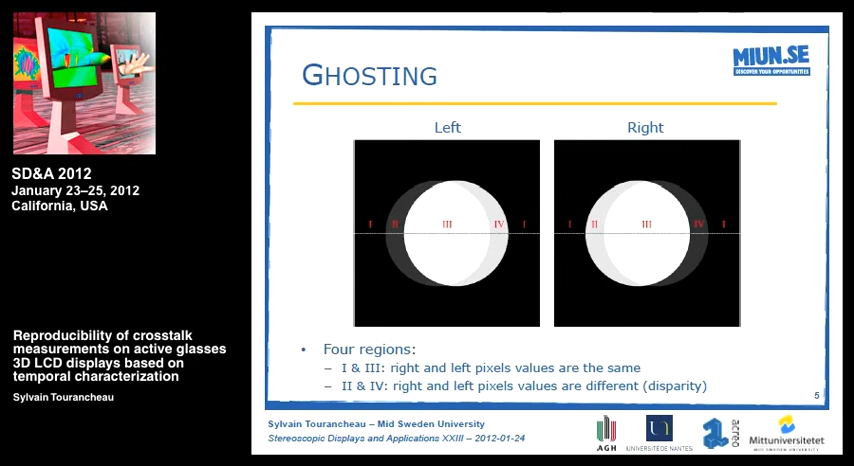 SD&A 2012
January 23–25, 2012
California, USA
Reproducibility of crosstalk
measurements on active glasses
3D LCD displays based on
temporal characterization
Sylvain Tourancheau
GHOSTING
MIUN.SE
DISCOVER YOUR OPPORTUNITIES
Left
Right
I II III IV I
I II III IV I
• Four regions:
– I & III: right and left pixels values are the same
– II & IV: right and left pixels values are different (disparity)
5
Sylvain Tourancheau – Mid Sweden University
Stereoscopic Displays and Applications XXIII – 2012-01-24
AGH
UNIVERSITÉ DE NANTES
acreo
Mittuniversitetet
MID SWEDEN UNIVERSITY